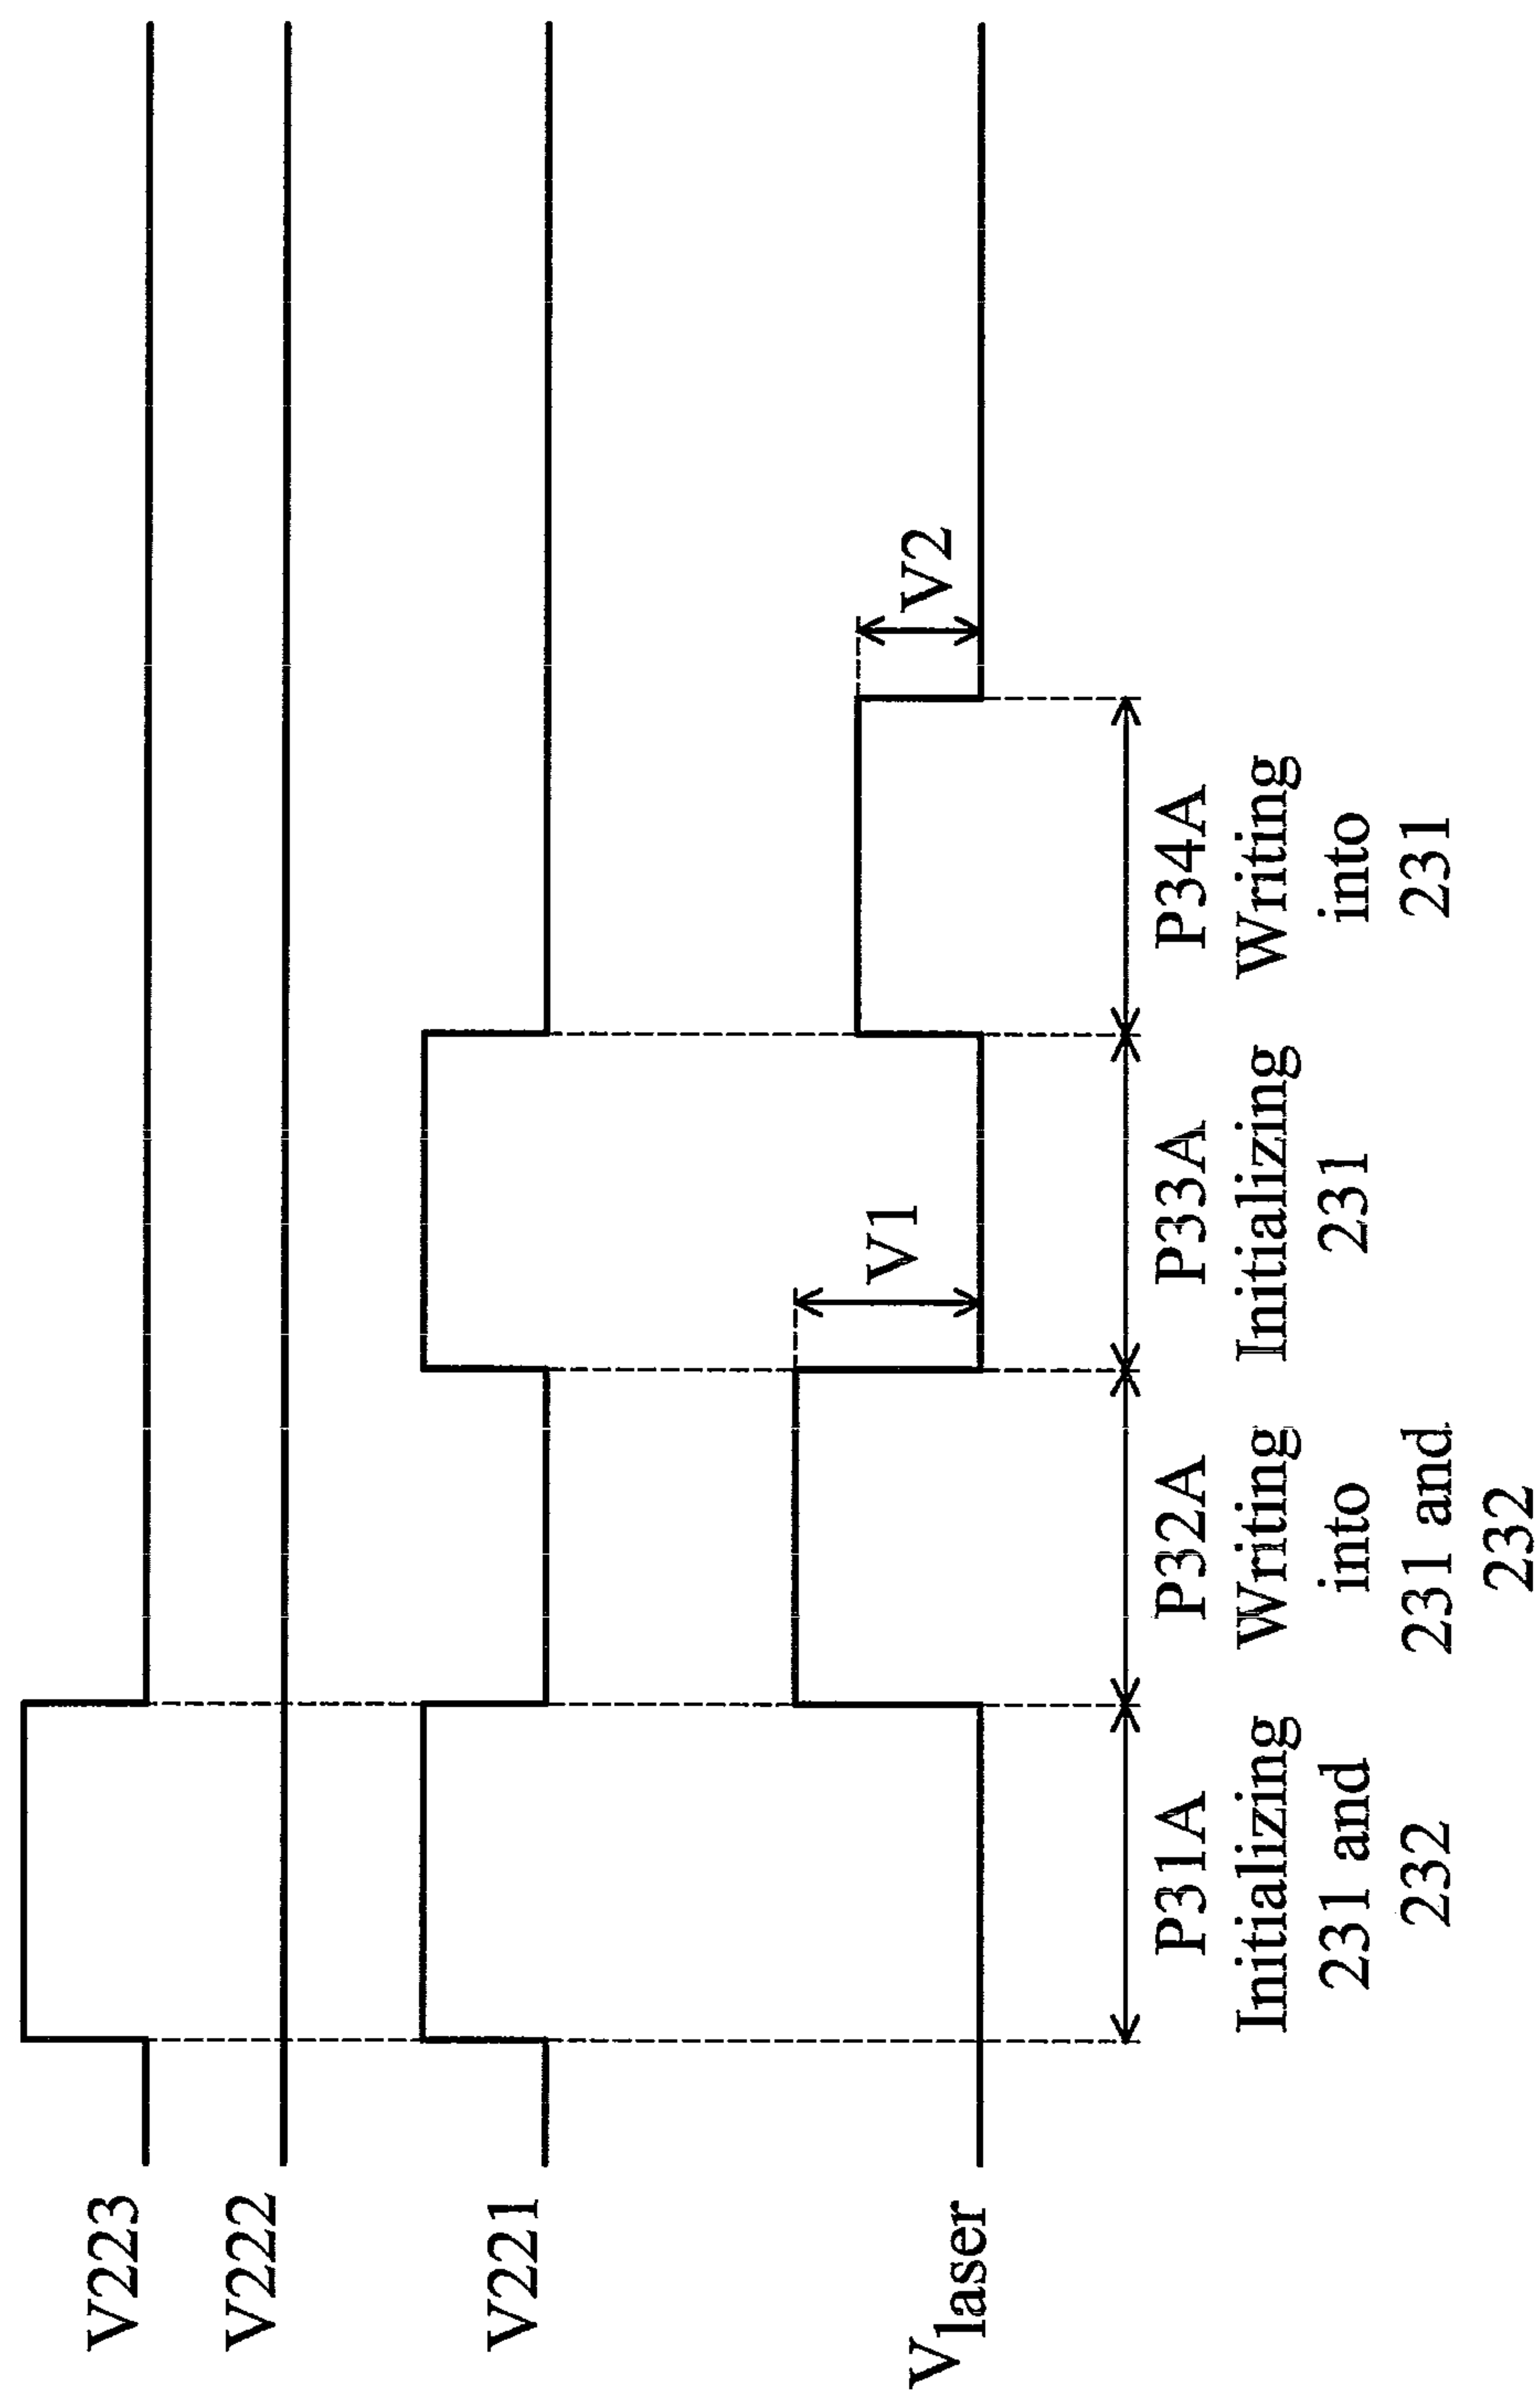 V223
V222
V221
Vlaser
V1
V2
P31A
Initializing
231 and
232
P32A
Writing
into
231 and
232
P33A
Initializing
231
P34A
Writing
into
231